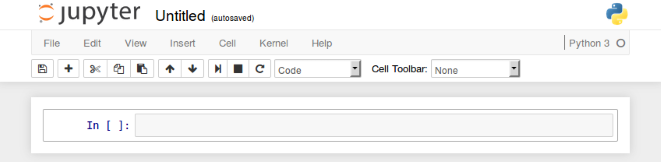 jupyter Untitled (autosaved)
File Edit View Insert Cell Kernel Help Python 3
Code Cell Toolbar: None
In [ ]: